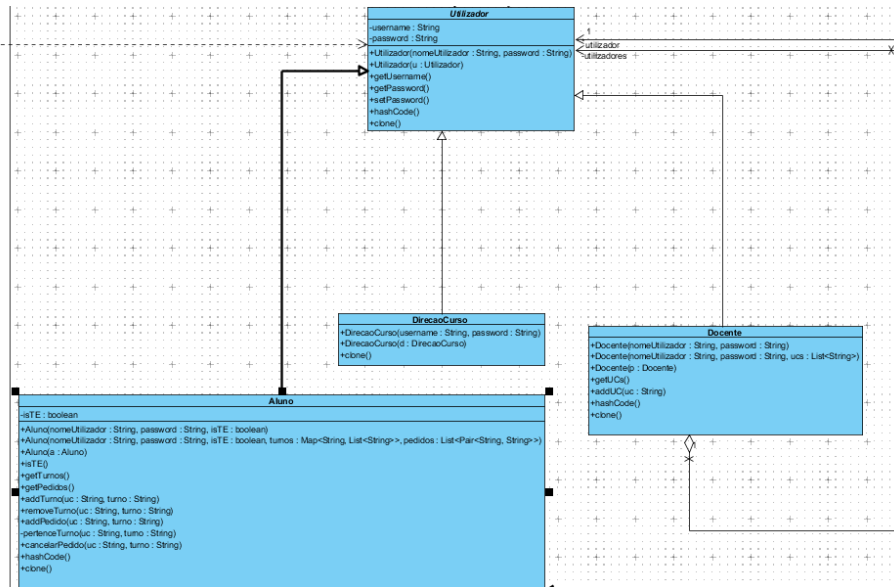 Utilizador
-username : String
-password : String
+Utilizador(nomeUtilizador : String, password : String)
+Utilizador(u : Utilizador)
+getUsername()
+getPassword()
+setPassword()
+hashCode()
+clone()
1
-utilizador
-utilizadores
DirecaoCurso
+DirecaoCurso(username : String, password : String)
+DirecaoCurso(d : DirecaoCurso)
+clone()
Docente
+Docente(nomeUtilizador : String, password : String)
+Docente(nomeUtilizador : String, password : String, ucs : List<String>)
+Docente(p : Docente)
+getUCs()
+addUC(uc : String)
+hashCode()
+clone()
1
Aluno
-isTE : boolean
+Aluno(nomeUtilizador : String, password : String, isTE : boolean)
+Aluno(nomeUtilizador : String, password : String, isTE : boolean, turnos : Map<String, List<String>>, pedidos : List<Pair<String, String>>)
+Aluno(a : Aluno)
+isTE()
+getTurnos()
+getPedidos()
+addTurno(uc : String, turno : String)
+removeTurno(uc : String, turno : String)
+addPedido(uc : String, turno : String)
-pertenceTurno(uc : String, turno : String)
+cancelarPedido(uc : String, turno : String)
+hashCode()
+clone()